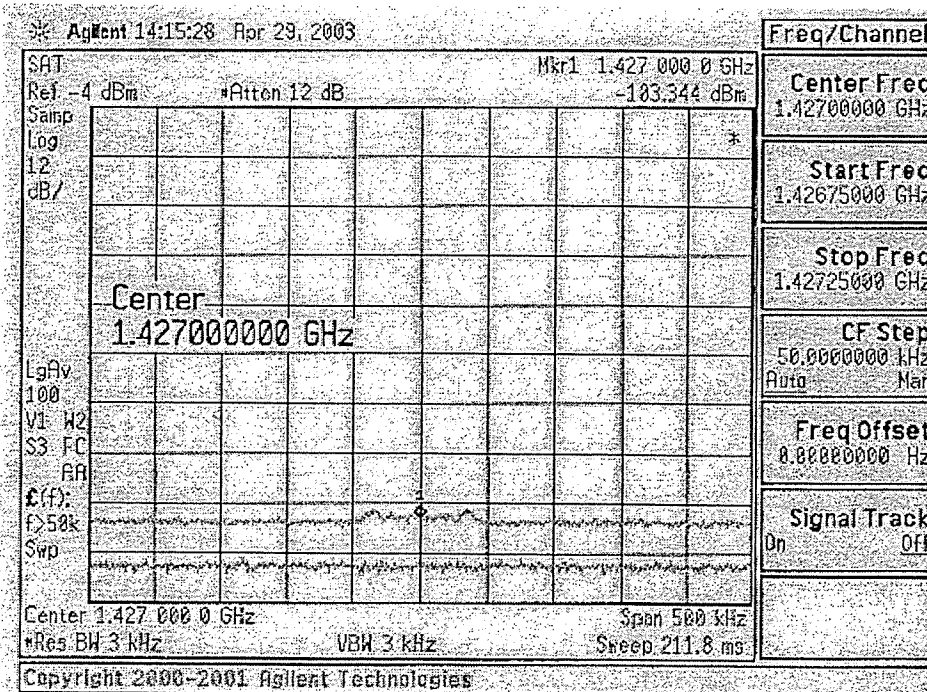 Agilent 14:15:28 Apr 29, 2003
SAT
Mkr1 1.427 000 0 GHz
Ref -4 dBm
#Atten 12 dB
-103.344 dBm
Samp
Log
12
dB/
*
Center
1.427000000 GHz
LgAv
100
V1 W2
S3 FC
AA
£(f):
f>50k
Swp
1
Center 1.427 000 0 GHz
Span 500 kHz
#Res BW 3 kHz
VBW 3 kHz
Sweep 211.8 ms
Copyright 2000-2001 Agilent Technologies
Freq/Channel
Center Freq
1.42700000 GHz
Start Freq
1.42675000 GHz
Stop Freq
1.42725000 GHz
CF Step
50.0000000 kHz
Auto Man
Freq Offset
0.00000000 Hz
Signal Track
On Off